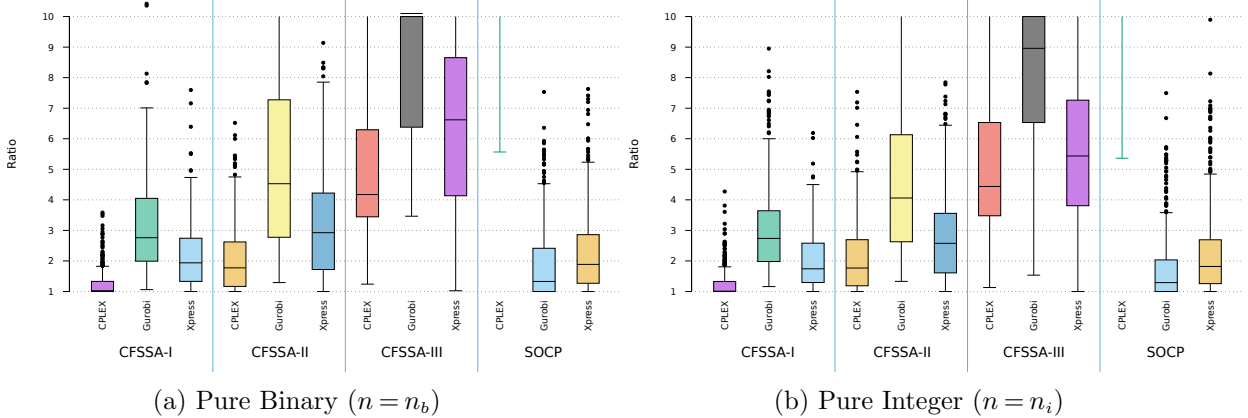 10
9
8
7
6
5
4
3
2
1
Ratio
CPLEX
Gurobi
Xpress
CPLEX
Gurobi
Xpress
CPLEX
Gurobi
Xpress
CPLEX
Gurobi
Xpress
CFSSA-I
CFSSA-II
CFSSA-III
SOCP
(a) Pure Binary (n = n_b)
10
9
8
7
6
5
4
3
2
1
Ratio
CPLEX
Gurobi
Xpress
CPLEX
Gurobi
Xpress
CPLEX
Gurobi
Xpress
CPLEX
Gurobi
Xpress
CFSSA-I
CFSSA-II
CFSSA-III
SOCP
(b) Pure Integer (n = n_i)